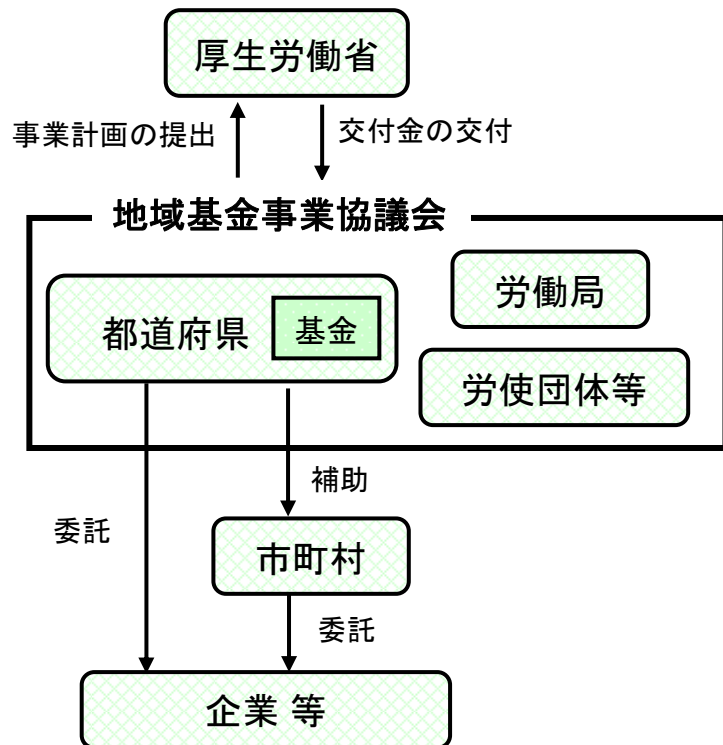 厚生労働省
事業計画の提出
交付金の交付
地域基金事業協議会
労働局
都道府県
基金
労使団体等
補助
委託
市町村
委託
企業 等